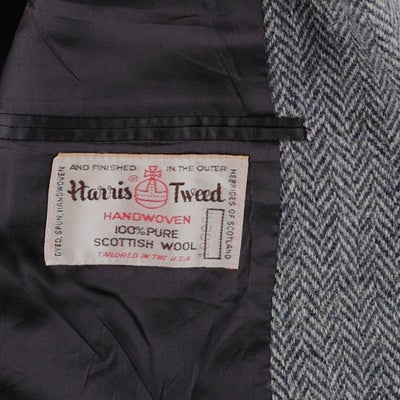 DYED, SPUN, HANDWOVEN
AND FINISHED IN THE OUTER
HEBRIDES OF SCOTLAND
Harris Tweed
HANDWOVEN
100% PURE
SCOTTISH WOOL
TAILORED IN THE U.S.A